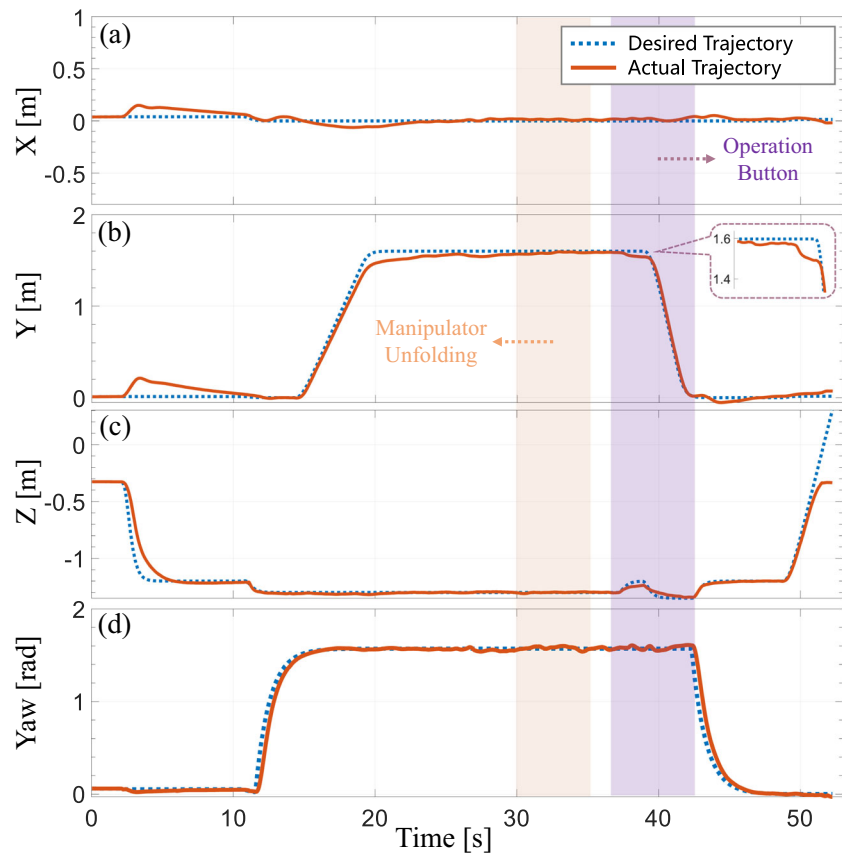 (a)
Desired Trajectory
Actual Trajectory
X [m]
1
0.5
0
-0.5
Operation
Button
(b)
Y [m]
2
1
0
1.6
1.4
Manipulator
Unfolding
(c)
Z [m]
0
-0.5
-1
(d)
Yaw [rad]
2
1
0
0
10
20
30
40
50
Time [s]